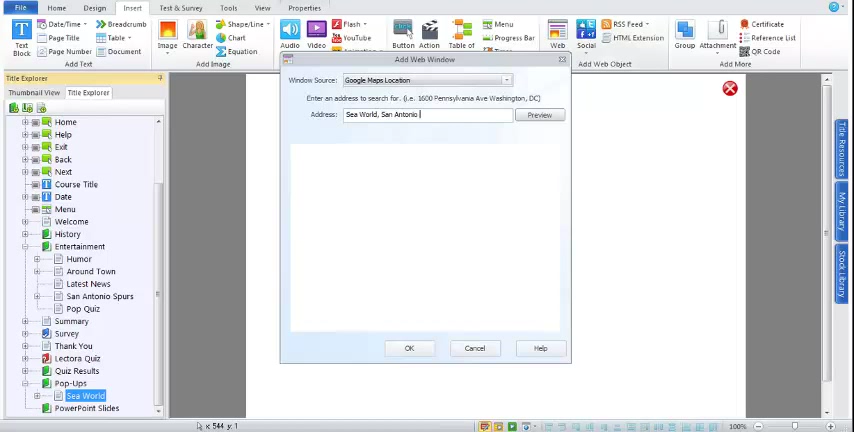 File
Home
Design
Insert
Test & Survey
Tools
View
Properties
Text
Block
Date/Time
Page Title
Page Number
Breadcrumb
Table
Document
Add Text
Image
Character
Shape/Line
Chart
Equation
Add Image
Audio
Video
Flash
YouTube
Button
Action
Table of
Menu
Progress Bar
Web
Social
RSS Feed
HTML Extension
Add Web Object
Group
Attachment
Certificate
Reference List
QR Code
Add More
Title Explorer
Thumbnail View
Title Explorer
Home
Help
Exit
Back
Next
Course Title
Date
Menu
Welcome
History
Entertainment
Humor
Around Town
Latest News
San Antonio Spurs
Pop Quiz
Summary
Survey
Thank You
Lectora Quiz
Quiz Results
Pop-Ups
Sea World
PowerPoint Slides
Add Web Window
Window Source: Google Maps Location
Enter an address to search for. (i.e. 1600 Pennsylvania Ave Washington, DC)
Address: Sea World, San Antonio
Preview
OK
Cancel
Help
Title Resources
My Library
Stock Library
x: 544 y: 1
100%